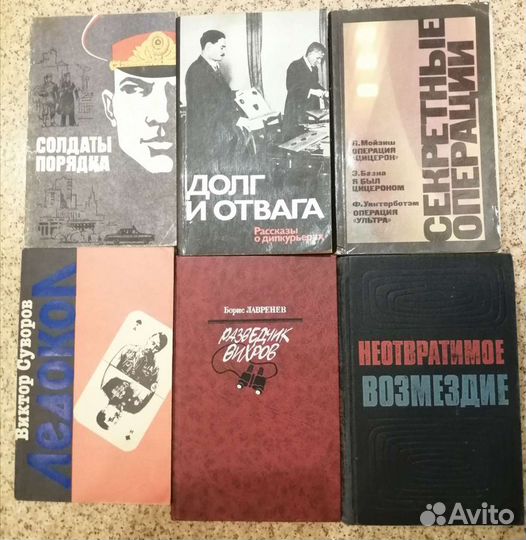 СОЛДАТЫ
ПОРЯДКА
ДОЛГ
И ОТВАГА
Рассказы
о дипкурьерах
СЕКРЕТНЫЕ
ОПЕРАЦИИ
Л. Мойзиш
ОПЕРАЦИЯ
«ЦИЦЕРОН»
Э. Базна
Я БЫЛ
ЦИЦЕРОНОМ
Ф. Уинтерботэм
ОПЕРАЦИЯ
«УЛЬТРА»
Виктор Суворов
Ледокол
Борис ЛАВРЕНЕВ
РАЗВЕДЧИК
ВИХРОВ
НЕОТВРАТИМОЕ
ВОЗМЕЗДИЕ
Avito